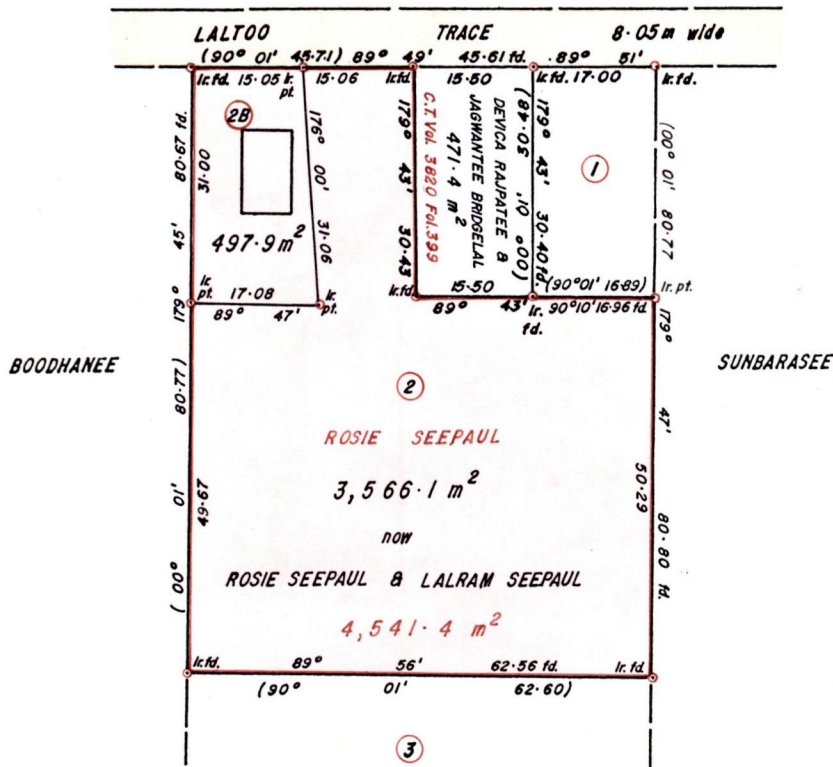 LALTOO TRACE 8·05m wide
(90° 01' 45·71) 89° 49' 45·61 fd. 89° 51'
Ir.fd. 15·05 Ir. pt. 15·06 Ir.fd. 15·50 Ir.fd. 17·00 Ir.fd.
2B
80·67 fd.
31·00
45'
179°
176° 00' 31·06
497·9 m²
179° 43' 30·43
C.T. Vol. 3820 Fol. 399
471·4 m²
JAGWANTEE BRIDGELAL
DEVICA RAJPATEE &
(00° 01' 30·48)
179° 43' 30·40 fd.
1
(00° 01' 80·77
Ir. pt. 17·08 Ir. pt.
89° 47'
Ir.fd. 15·50 (90°01' 16·89) Ir.pt.
89° 43' Ir. fd. 90°10' 16·96 fd
BOODHANEE
SUNBARASEE
2
ROSIE SEEPAUL
3,566·1 m²
now
ROSIE SEEPAUL & LALRAM SEEPAUL
4,541·4 m²
(00° 01' 80·77)
49·67
179° 47' 80·80 fd.
50·29
Ir.fd. 89° 56' 62·56 fd. Ir.fd
(90° 01' 62·60)
3